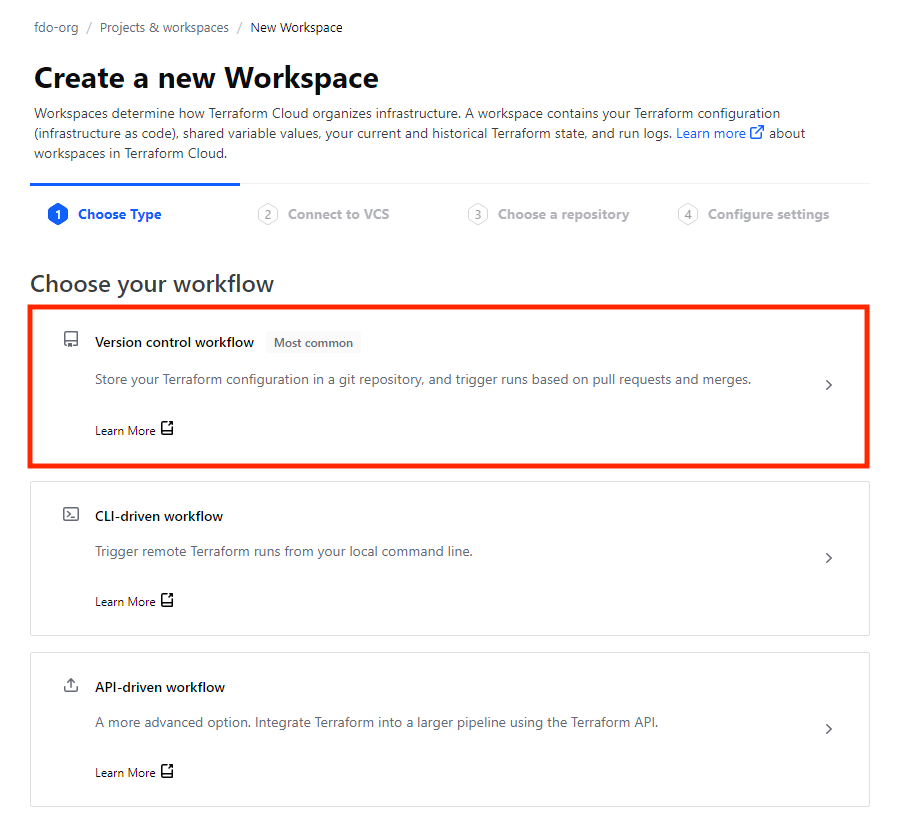 fdo-org / Projects & workspaces / New Workspace
Create a new Workspace
Workspaces determine how Terraform Cloud organizes infrastructure. A workspace contains your Terraform configuration
(infrastructure as code), shared variable values, your current and historical Terraform state, and run logs. Learn more about
workspaces in Terraform Cloud.
1 Choose Type 2 Connect to VCS 3 Choose a repository 4 Configure settings
Choose your workflow
Version control workflow Most common
Store your Terraform configuration in a git repository, and trigger runs based on pull requests and merges.
Learn More
CLI-driven workflow
Trigger remote Terraform runs from your local command line.
Learn More
API-driven workflow
A more advanced option. Integrate Terraform into a larger pipeline using the Terraform API.
Learn More